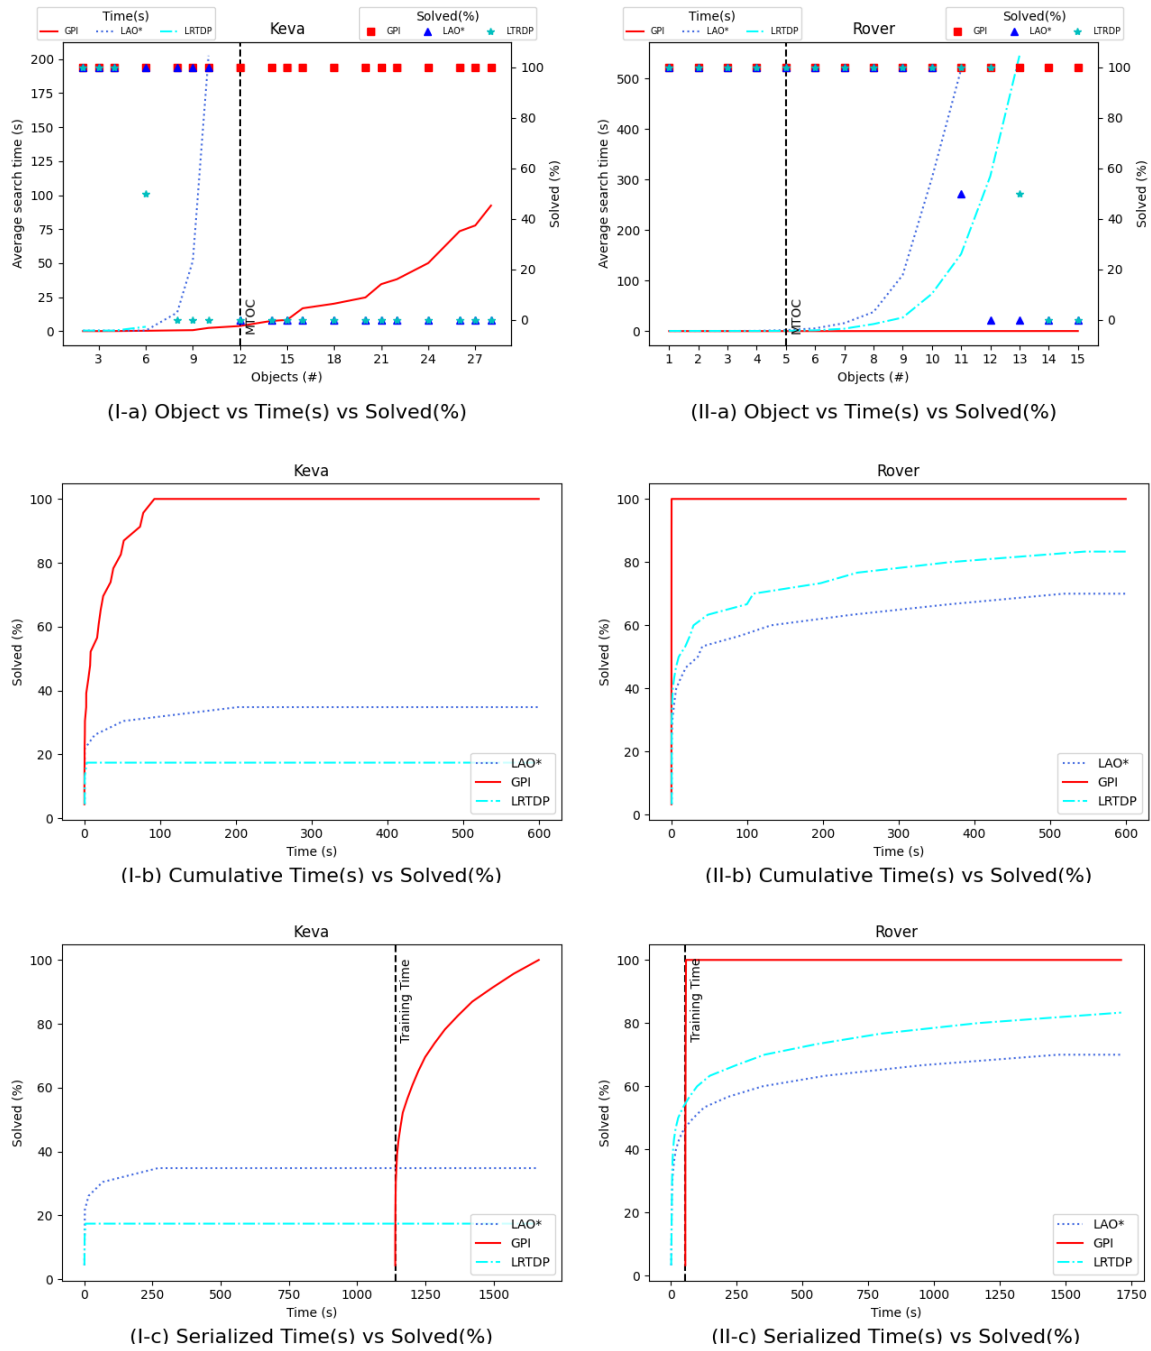 Time(s)
GPI LAO* LRTDP
Keva
Solved(%)
GPI LAO* LTRDP
200
175
150
125
100
75
50
25
0
Average search time (s)
100
80
60
40
20
0
Solved (%)
MTOC
3 6 9 12 15 18 21 24 27
Objects (#)
(I-a) Object vs Time(s) vs Solved(%)
Time(s)
GPI LAO* LRTDP
Rover
Solved(%)
GPI LAO* LTRDP
500
400
300
200
100
0
Average search time (s)
100
80
60
40
20
0
Solved (%)
MTOC
1 2 3 4 5 6 7 8 9 10 11 12 13 14 15
Objects (#)
(II-a) Object vs Time(s) vs Solved(%)
Keva
100
80
60
40
20
0
Solved (%)
LAO*
GPI
LRTDP
0 100 200 300 400 500 600
Time (s)
(I-b) Cumulative Time(s) vs Solved(%)
Rover
100
80
60
40
20
0
Solved (%)
LAO*
GPI
LRTDP
0 100 200 300 400 500 600
Time (s)
(II-b) Cumulative Time(s) vs Solved(%)
Keva
100
80
60
40
20
0
Solved (%)
Training Time
LAO*
GPI
LRTDP
0 250 500 750 1000 1250 1500
Time (s)
(I-c) Serialized Time(s) vs Solved(%)
Rover
100
80
60
40
20
0
Solved (%)
Training Time
LAO*
GPI
LRTDP
0 250 500 750 1000 1250 1500 1750
Time (s)
(II-c) Serialized Time(s) vs Solved(%)